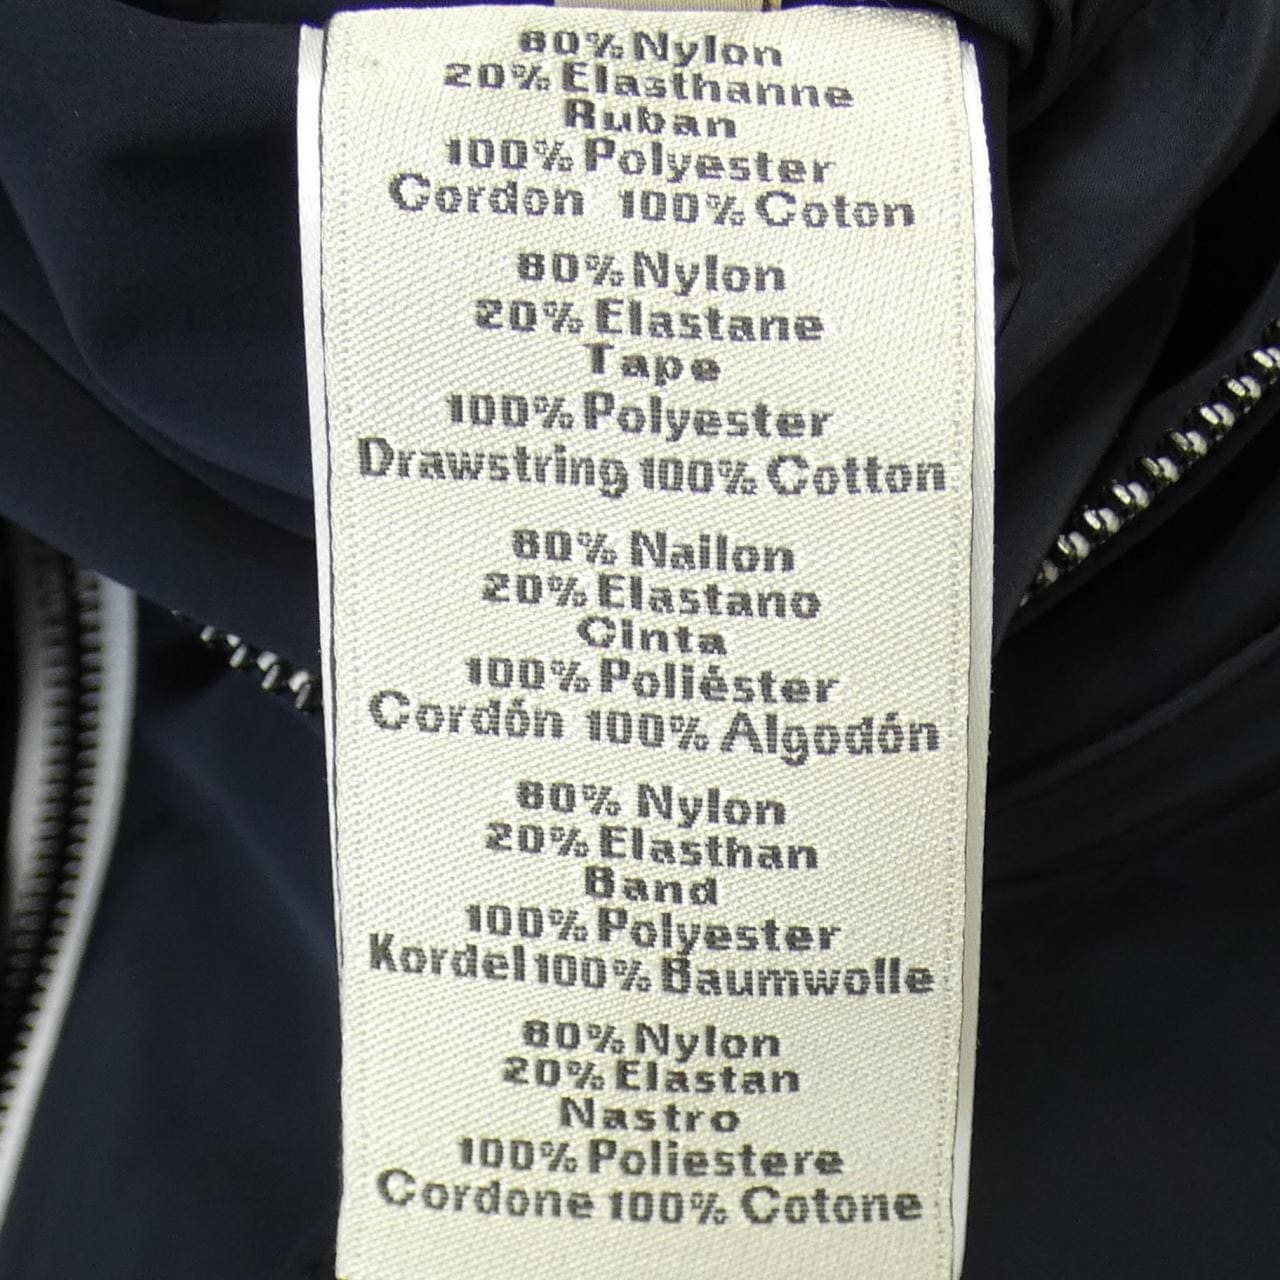 80% Nylon
20% Elasthanne
Ruban
100% Polyester
Cordon 100% Coton
80% Nylon
20% Elastane
Tape
100% Polyester
Drawstring 100% Cotton
80% Nailon
20% Elastano
Cinta
100% Poliéster
Cordón 100% Algodón
80% Nylon
20% Elasthan
Band
100% Polyester
Kordel 100% Baumwolle
80% Nylon
20% Elastan
Nastro
100% Poliestere
Cordone 100% Cotone